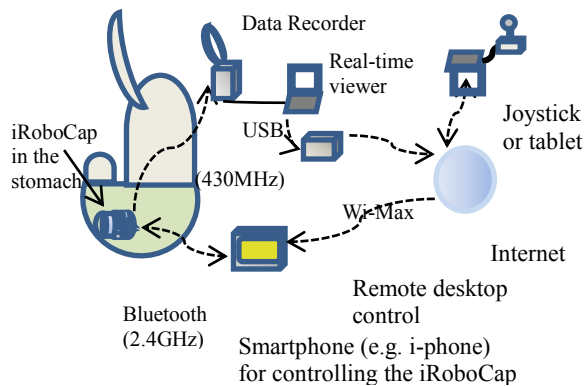 Data Recorder
Real-time
viewer
iRoboCap
in the
stomach
USB
(430MHz)
Joystick
or tablet
Wi-Max
Internet
Remote desktop
control
Bluetooth
(2.4GHz)
Smartphone (e.g. i-phone)
for controlling the iRoboCap